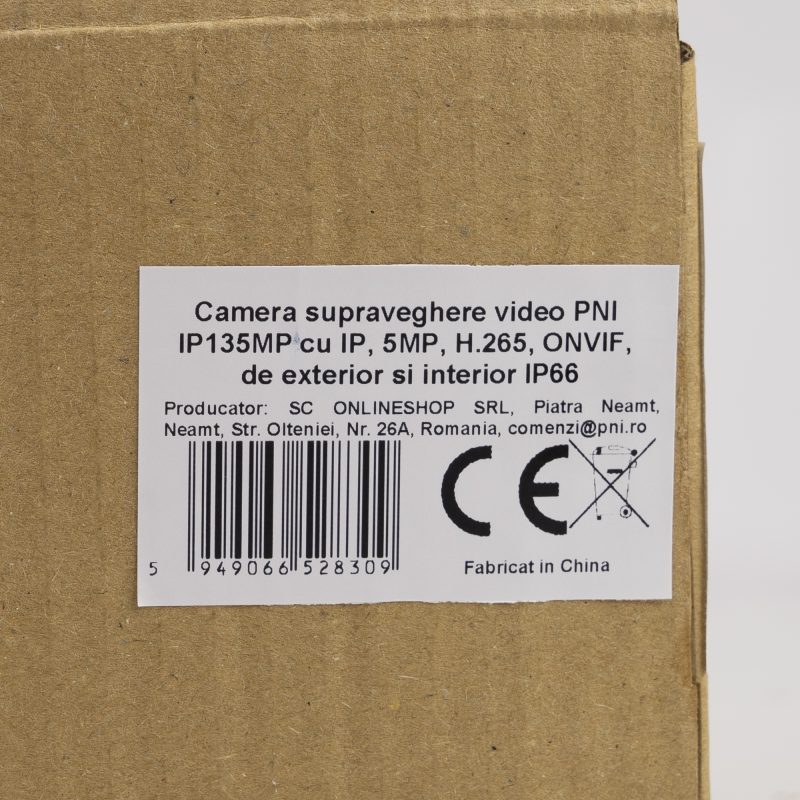 Camera supraveghere video PNI
IP135MP cu IP, 5MP, H.265, ONVIF,
de exterior si interior IP66
Producator: SC ONLINESHOP SRL, Piatra Neamt,
Neamt, Str. Olteniei, Nr. 26A, Romania, comenzi@pni.ro
CE
5 949066 528309
Fabricat in China